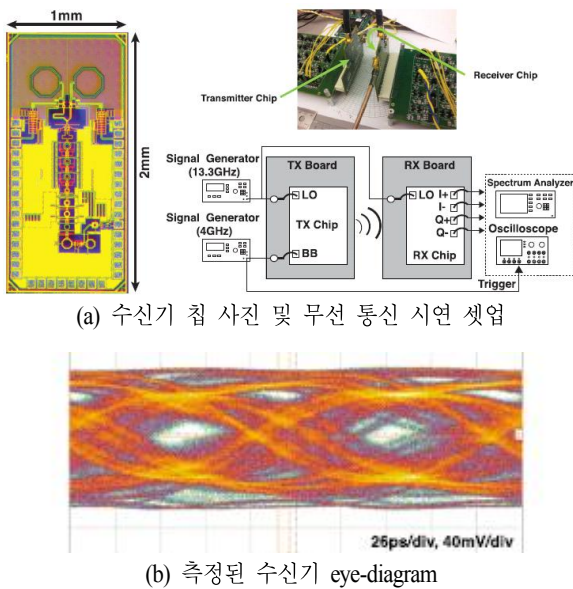 1mm
2mm
Transmitter Chip
Receiver Chip
Signal Generator
(13.3GHz)
Signal Generator
(4GHz)
TX Board
LO
TX Chip
BB
RX Board
LO I+
I-
Q+
Q-
RX Chip
Spectrum Analyzer
Oscilloscope
Trigger
(a) 수신기 칩 사진 및 무선 통신 시연 셋업
25ps/div, 40mV/div
(b) 측정된 수신기 eye-diagram